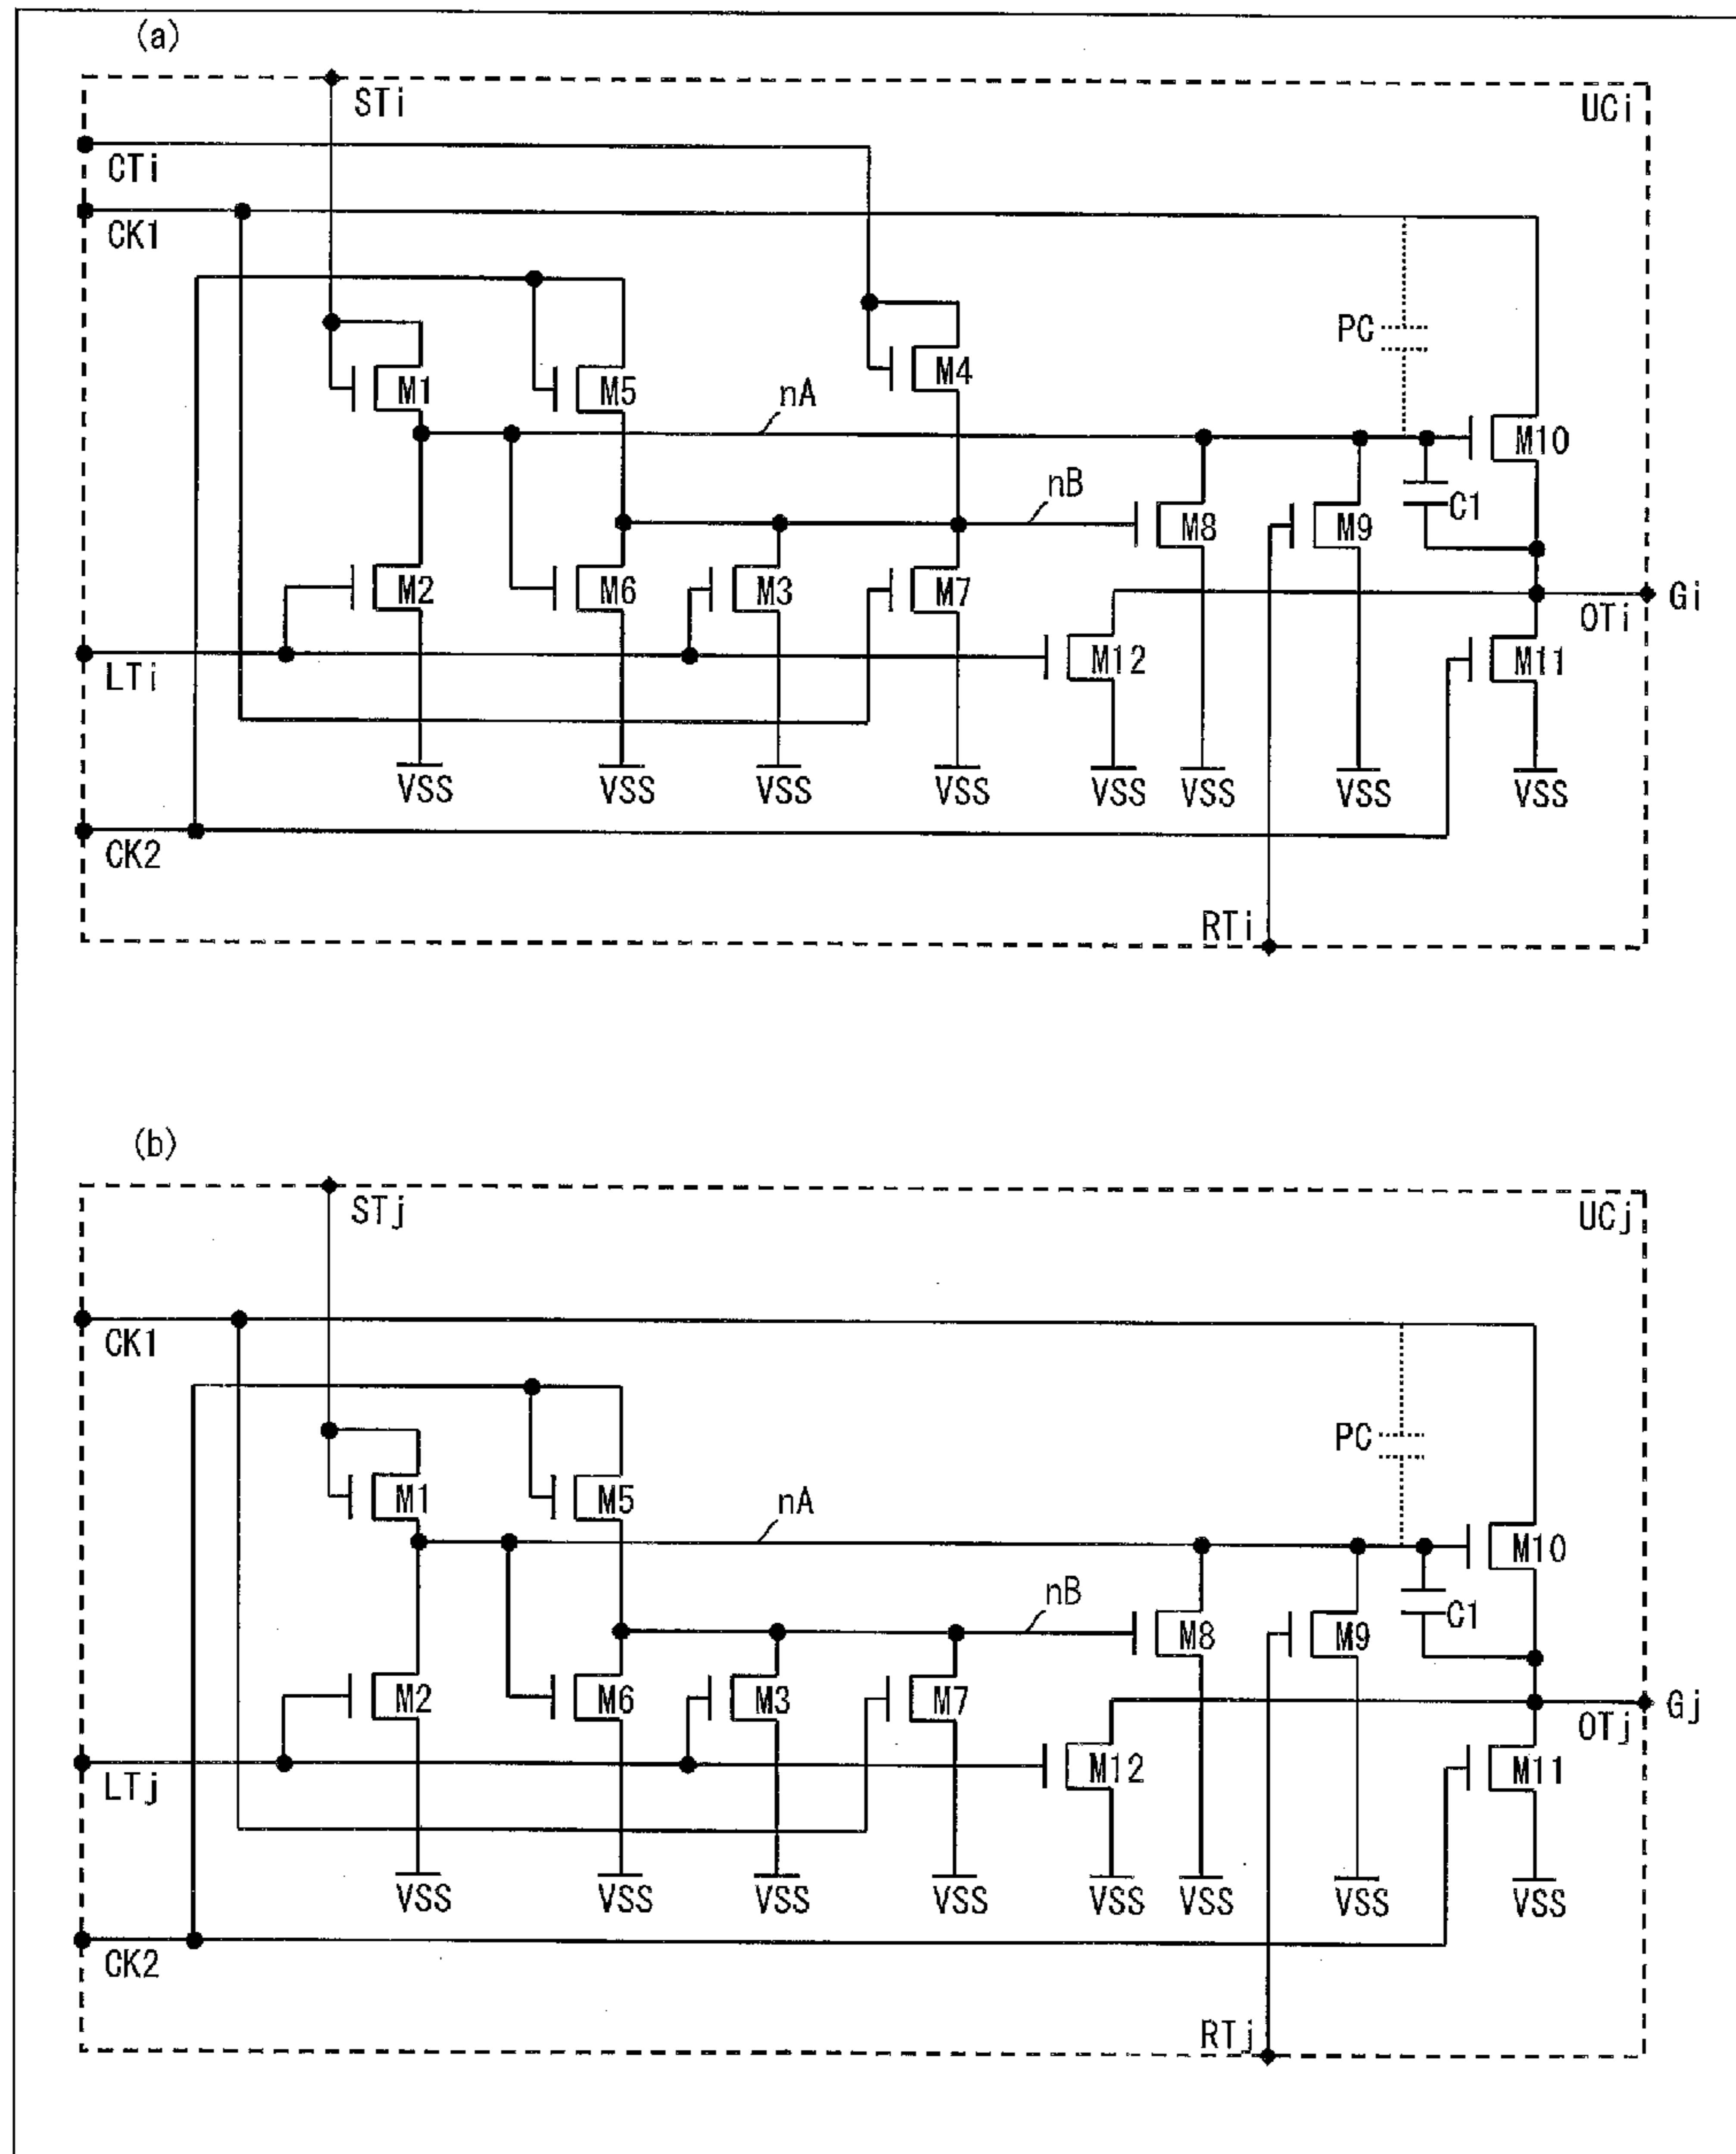 (a)
STi
UCi
CTi
CK1
PC
M1
M5
M4
nA
M10
nB
C1
M8
M9
M2
M6
M3
M7
Gi
OTi
M12
M11
LTi
VSS
VSS
VSS
VSS
VSS
VSS
VSS
VSS
CK2
RTi
(b)
STj
UCj
CK1
PC
M1
M5
nA
M10
nB
C1
M8
M9
M2
M6
M3
M7
Gj
OTj
M12
M11
LTj
VSS
VSS
VSS
VSS
VSS
VSS
VSS
VSS
CK2
RTj